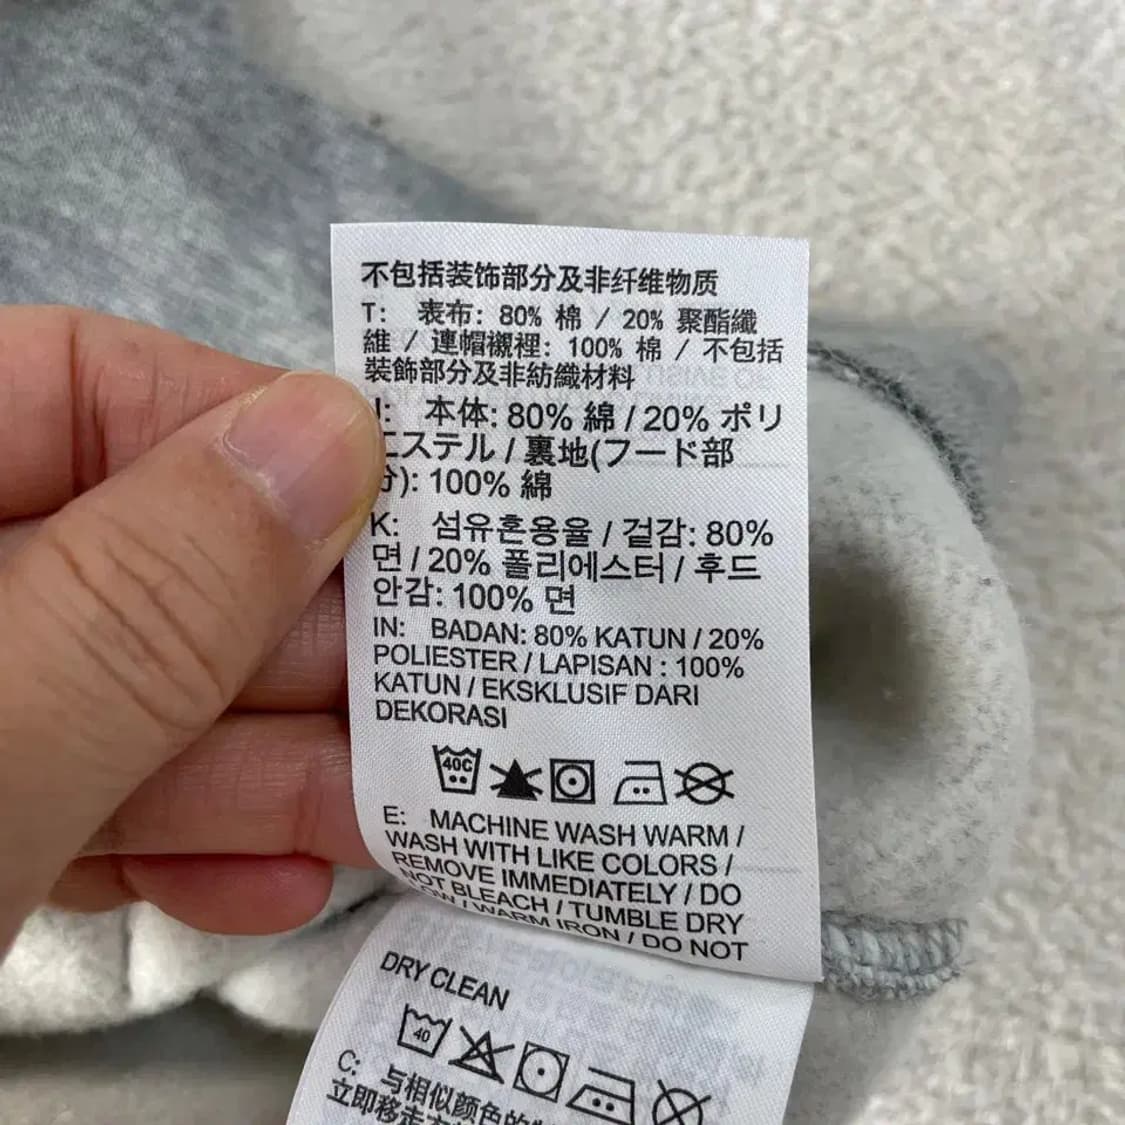 不包括装饰部分及非纤维物质
T: 表布: 80% 棉 / 20% 聚酯纖
維 / 連帽襯裡: 100% 棉 / 不包括
裝飾部分及非紡織材料
本体: 80% 綿 / 20% ポリ
エステル / 裏地(フード部
分): 100% 綿
K: 섬유혼용율 / 겉감: 80%
면 / 20% 폴리에스터 / 후드
안감: 100% 면
IN: BADAN: 80% KATUN / 20%
POLIESTER / LAPISAN : 100%
KATUN / EKSKLUSIF DARI
DEKORASI
40C
E: MACHINE WASH WARM /
WASH WITH LIKE COLORS /
REMOVE IMMEDIATELY / DO
NOT BLEACH / TUMBLE DRY
LOW / WARM IRON / DO NOT
DRY CLEAN
40
C: 与相似颜色的
立即移走